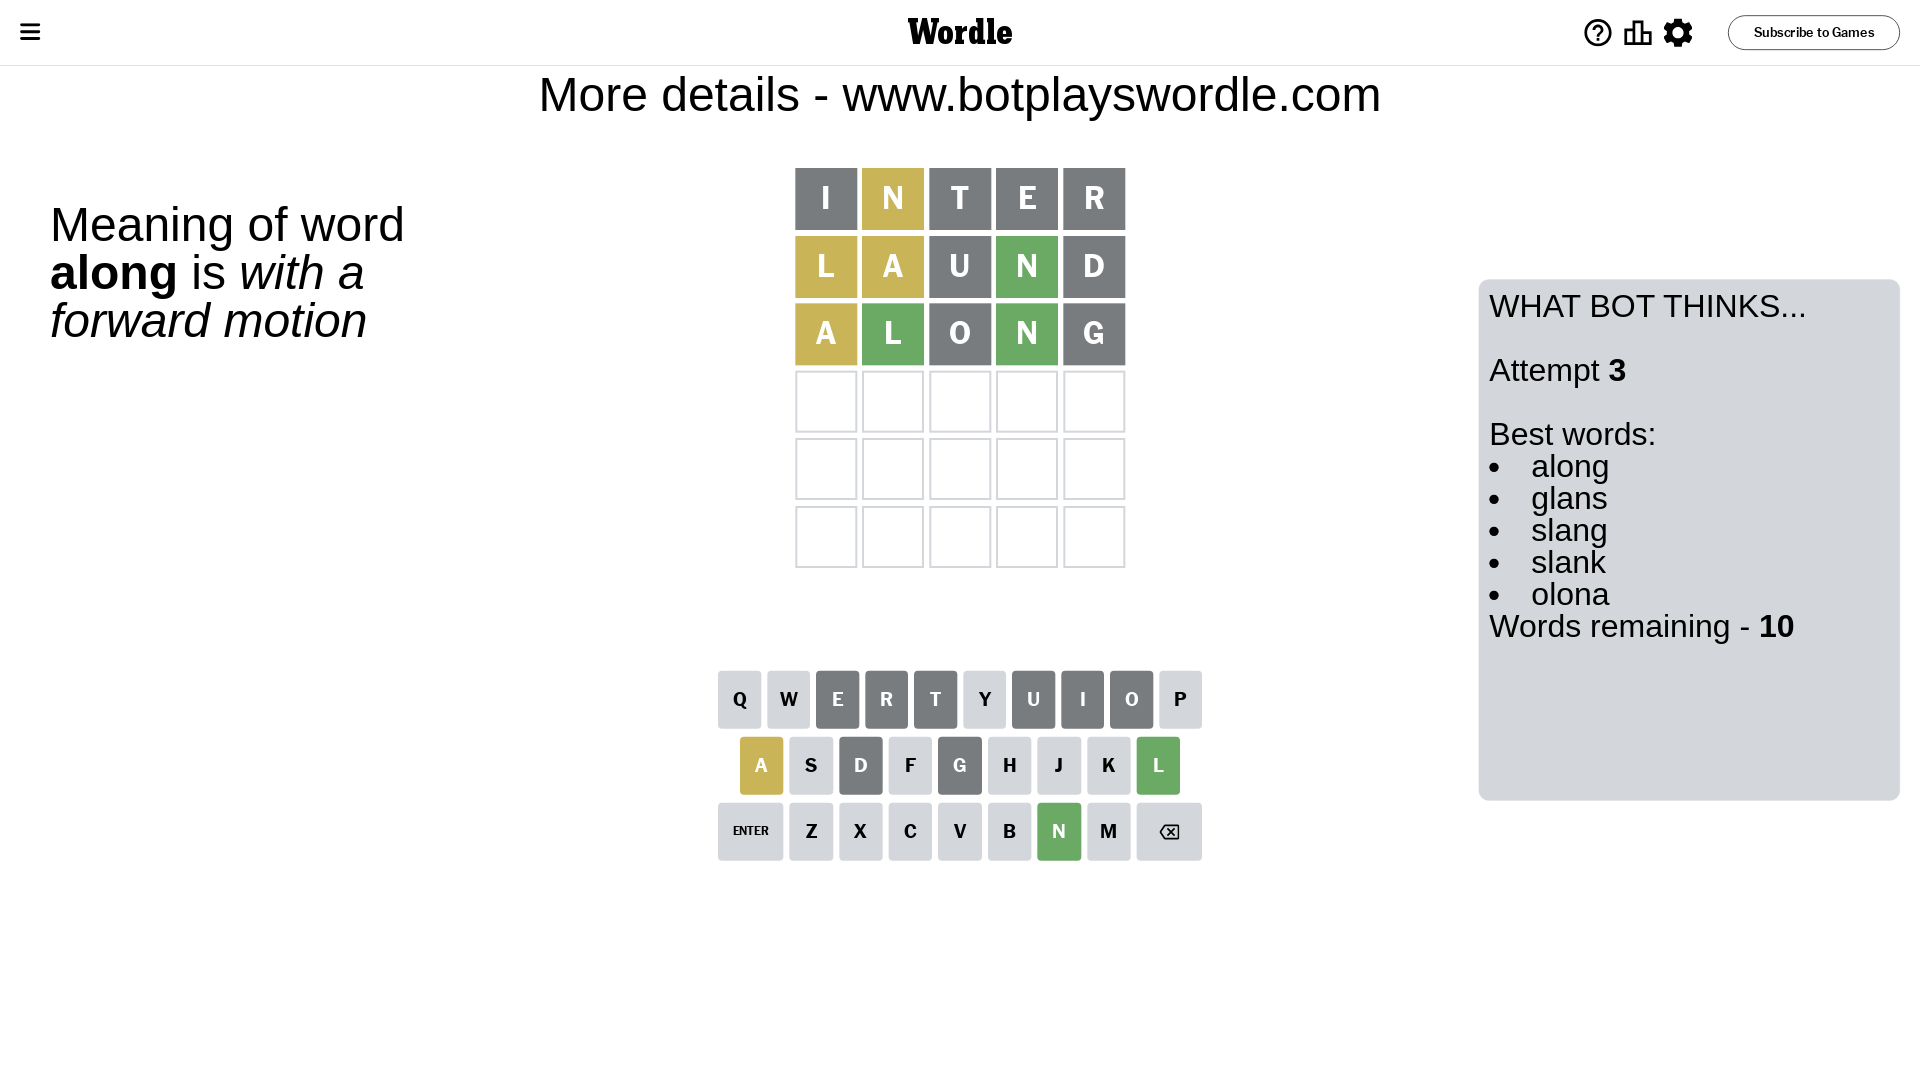 Wordle
Subscribe to Games
More details - www.botplayswordle.com
Meaning of word
along is with a
forward motion
I N T E R
L A U N D
A L O N G
WHAT BOT THINKS...
Attempt 3
Best words:
• along
• glans
• slang
• slank
• olona
Words remaining - 10
Q W E R T Y U I O P
A S D F G H J K L
ENTER Z X C V B N M